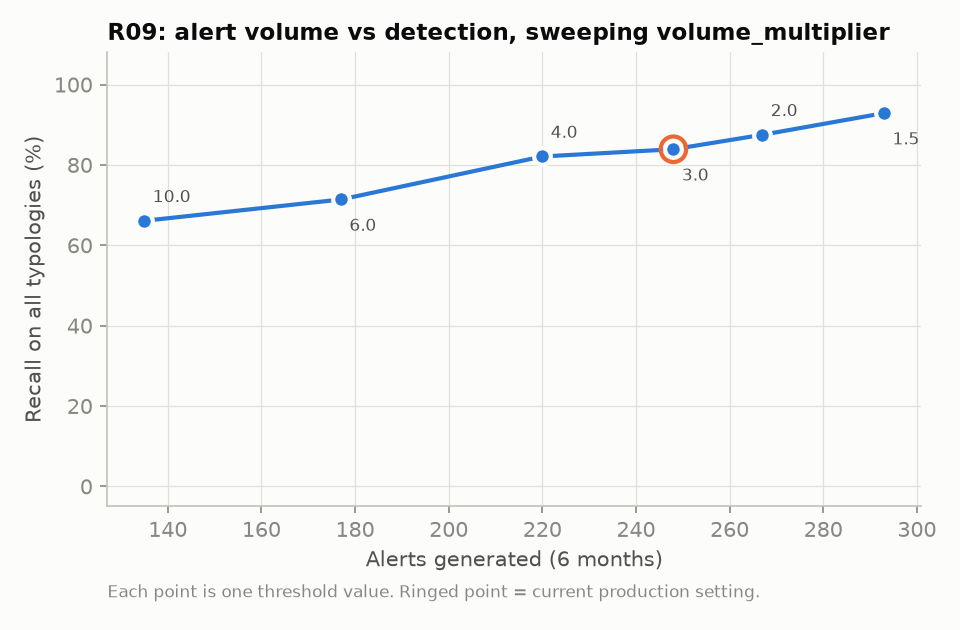 R09: alert volume vs detection, sweeping volume_multiplier
Recall on all typologies (%)
100
80
60
40
20
0
10.0
6.0
4.0
3.0
2.0
1.5
140 160 180 200 220 240 260 280 300
Alerts generated (6 months)
Each point is one threshold value. Ringed point = current production setting.